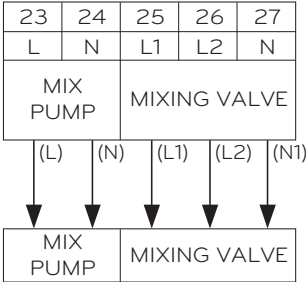 23 24 25 26 27
L N L1 L2 N
MIX
PUMP
MIXING VALVE
(L) (N) (L1) (L2) (N1)
MIX
PUMP
MIXING VALVE